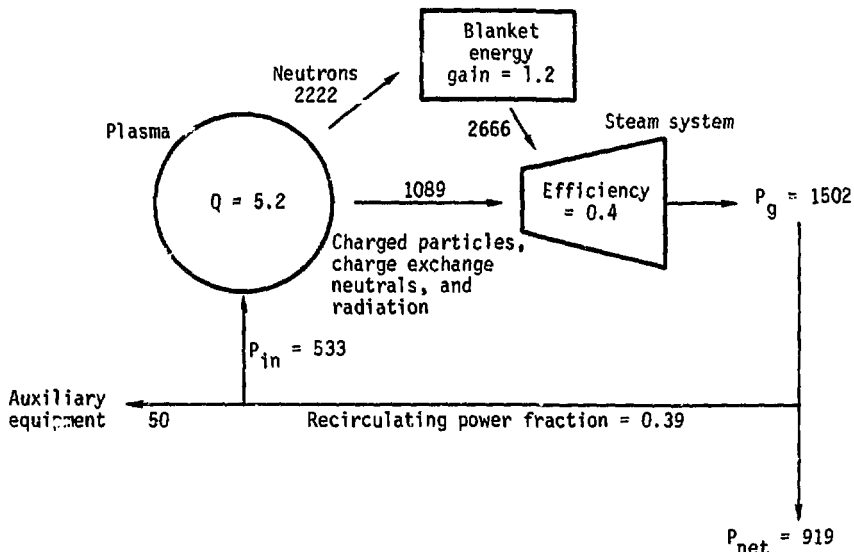 Blanket
energy
gain = 1.2
Neutrons
2222
2666
Plasma
Steam system
Q = 5.2
1089
Efficiency
= 0.4
P_g = 1502
Charged particles,
charge exchange
neutrals, and
radiation
P_in = 533
Auxiliary
equipment
50
Recirculating power fraction = 0.39
P_net = 919